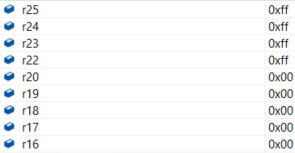 r25 0xff
r24 0xff
r23 0xff
r22 0xff
r20 0x00
r19 0x00
r18 0x00
r17 0x00
r16 0x00